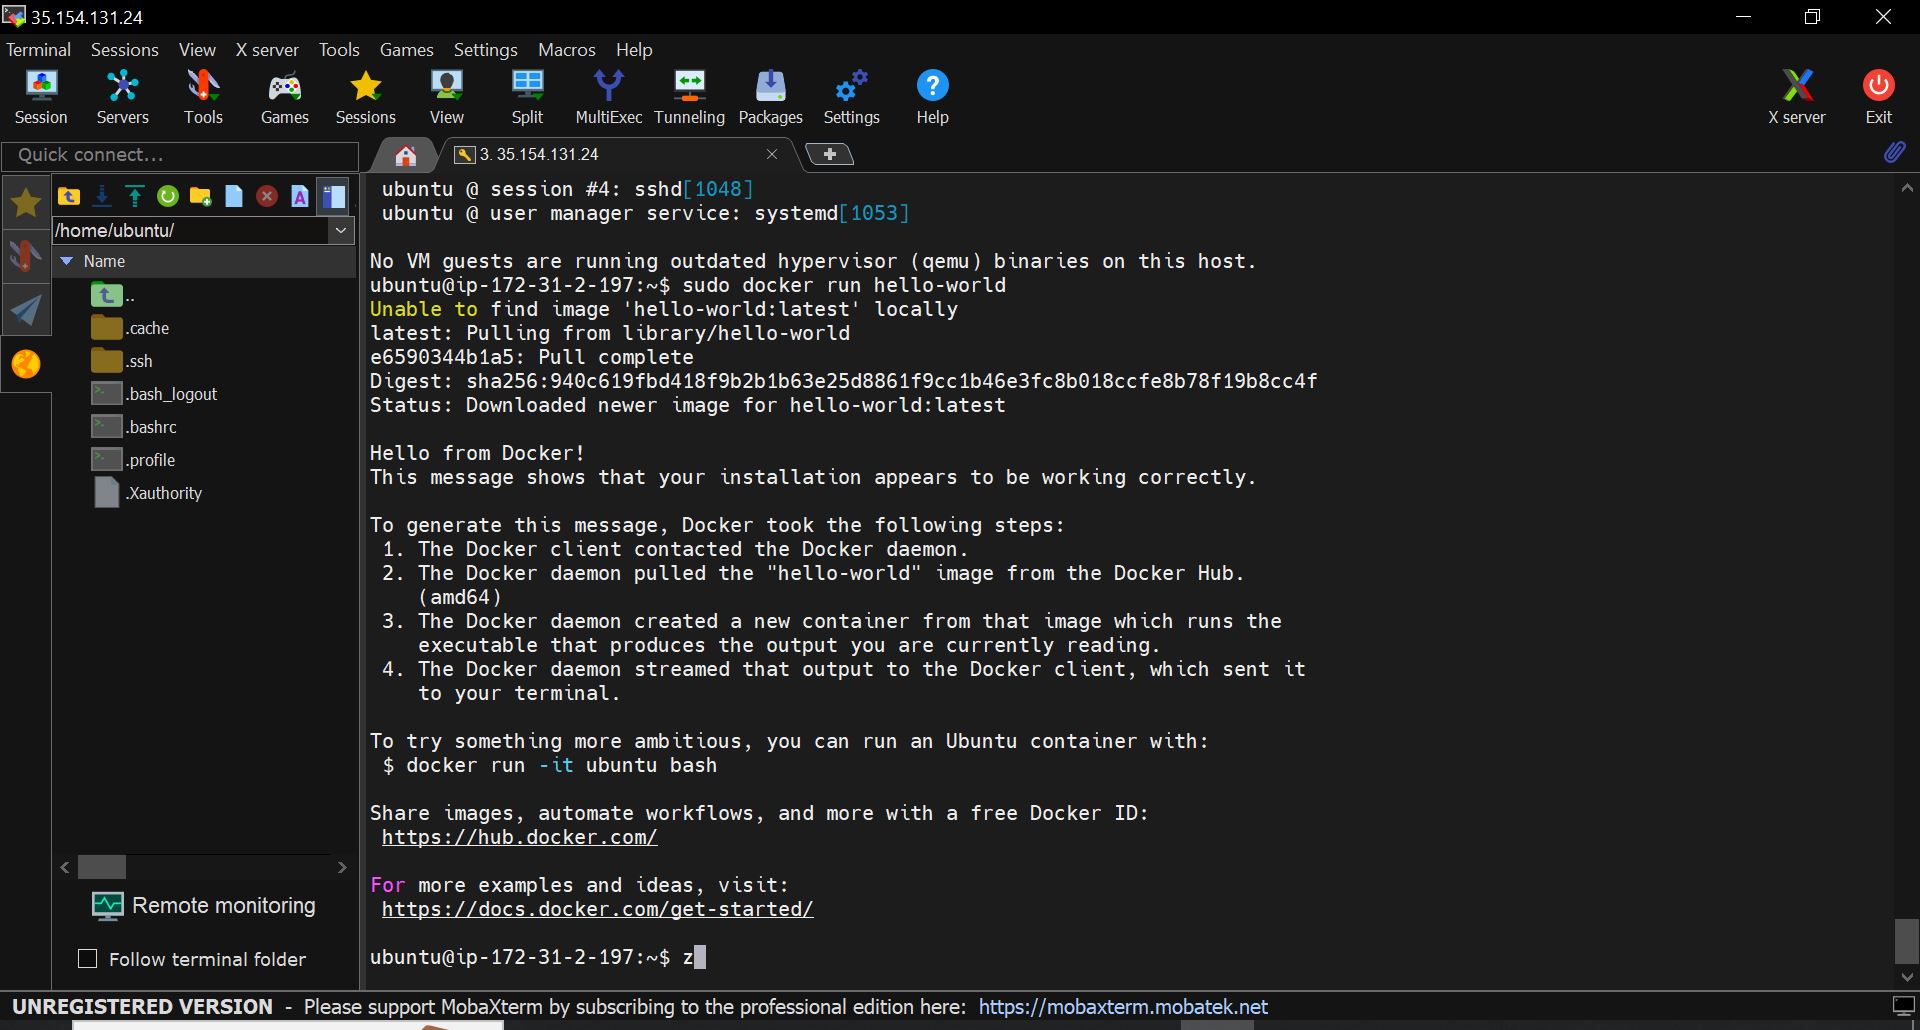 35.154.131.24
Terminal Sessions View X server Tools Games Settings Macros Help
Session Servers Tools Games Sessions View Split MultiExec Tunneling Packages Settings Help X server Exit
Quick connect...
3. 35.154.131.24
/home/ubuntu/
Name
..
.cache
.ssh
.bash_logout
.bashrc
.profile
.Xauthority
Remote monitoring
Follow terminal folder
ubuntu @ session #4: sshd[1048]
ubuntu @ user manager service: systemd[1053]
No VM guests are running outdated hypervisor (qemu) binaries on this host.
ubuntu@ip-172-31-2-197:~$ sudo docker run hello-world
Unable to find image 'hello-world:latest' locally
latest: Pulling from library/hello-world
e6590344b1a5: Pull complete
Digest: sha256:940c619fbd418f9b2b1b63e25d8861f9cc1b46e3fc8b018ccfe8b78f19b8cc4f
Status: Downloaded newer image for hello-world:latest
Hello from Docker!
This message shows that your installation appears to be working correctly.
To generate this message, Docker took the following steps:
1. The Docker client contacted the Docker daemon.
2. The Docker daemon pulled the "hello-world" image from the Docker Hub.
(amd64)
3. The Docker daemon created a new container from that image which runs the
executable that produces the output you are currently reading.
4. The Docker daemon streamed that output to the Docker client, which sent it
to your terminal.
To try something more ambitious, you can run an Ubuntu container with:
$ docker run -it ubuntu bash
Share images, automate workflows, and more with a free Docker ID:
https://hub.docker.com/
For more examples and ideas, visit:
https://docs.docker.com/get-started/
ubuntu@ip-172-31-2-197:~$ z
UNREGISTERED VERSION - Please support MobaXterm by subscribing to the professional edition here: https://mobaxterm.mobatek.net